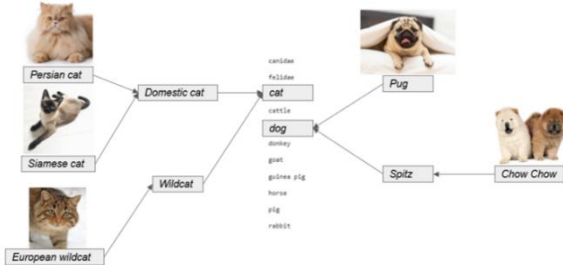 Persian cat
Siamese cat
European wildcat
Domestic cat
Wildcat
canidae
felidae
cat
cattle
dog
donkey
goat
guinea pig
horse
pig
rabbit
Pug
Spitz
Chow Chow